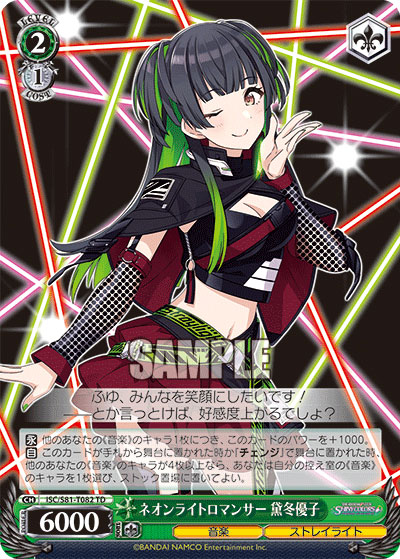 LEVEL
2
1
COST
SAMPLE
ふゆ、みんなを笑顔にしたいです！
――とか言っとけば、好感度上がるでしょ？
永 他のあなたの《音楽》のキャラ1枚につき、このカードのパワーを＋1000。
自 このカードが手札から舞台に置かれた時か「チェンジ」で舞台に置かれた時、
他のあなたの《音楽》のキャラが4枚以上なら、あなたは自分の控え室の《音楽》
のキャラを1枚選び、ストック置場に置く。
CH ISC/S81-T082 TD
ネオンライトロマンサー 黛冬優子
THE IDOLM@STER SHINY COLORS
POWER
6000
音楽
ストレイライト
©BANDAI NAMCO Entertainment Inc.